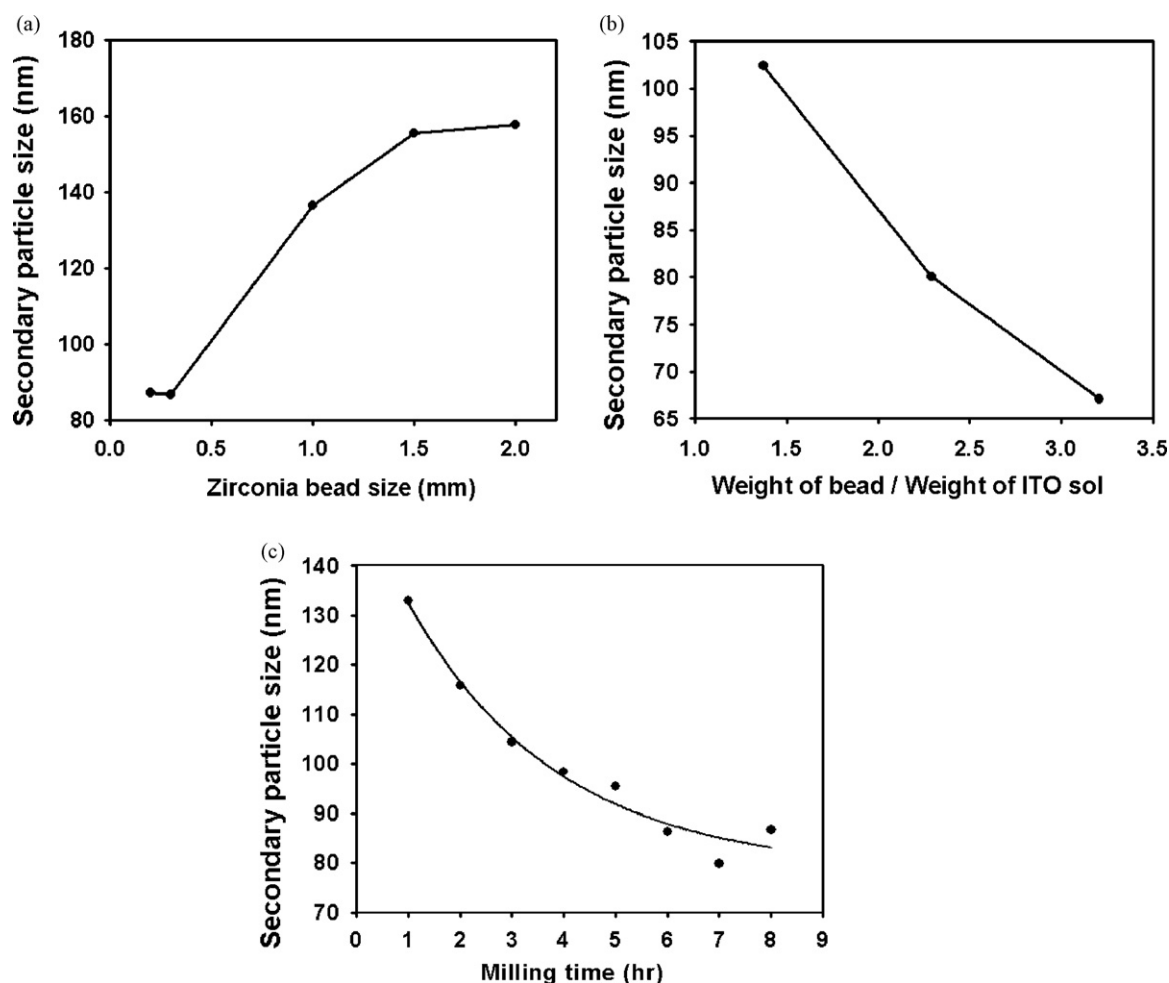 (a)
Secondary particle size (nm)
180
160
140
120
100
80
0.0 0.5 1.0 1.5 2.0
Zirconia bead size (mm)
(b)
Secondary particle size (nm)
105
100
95
90
85
80
75
70
65
1.0 1.5 2.0 2.5 3.0 3.5
Weight of bead / Weight of ITO sol
(c)
Secondary particle size (nm)
140
130
120
110
100
90
80
70
0 1 2 3 4 5 6 7 8 9
Milling time (hr)